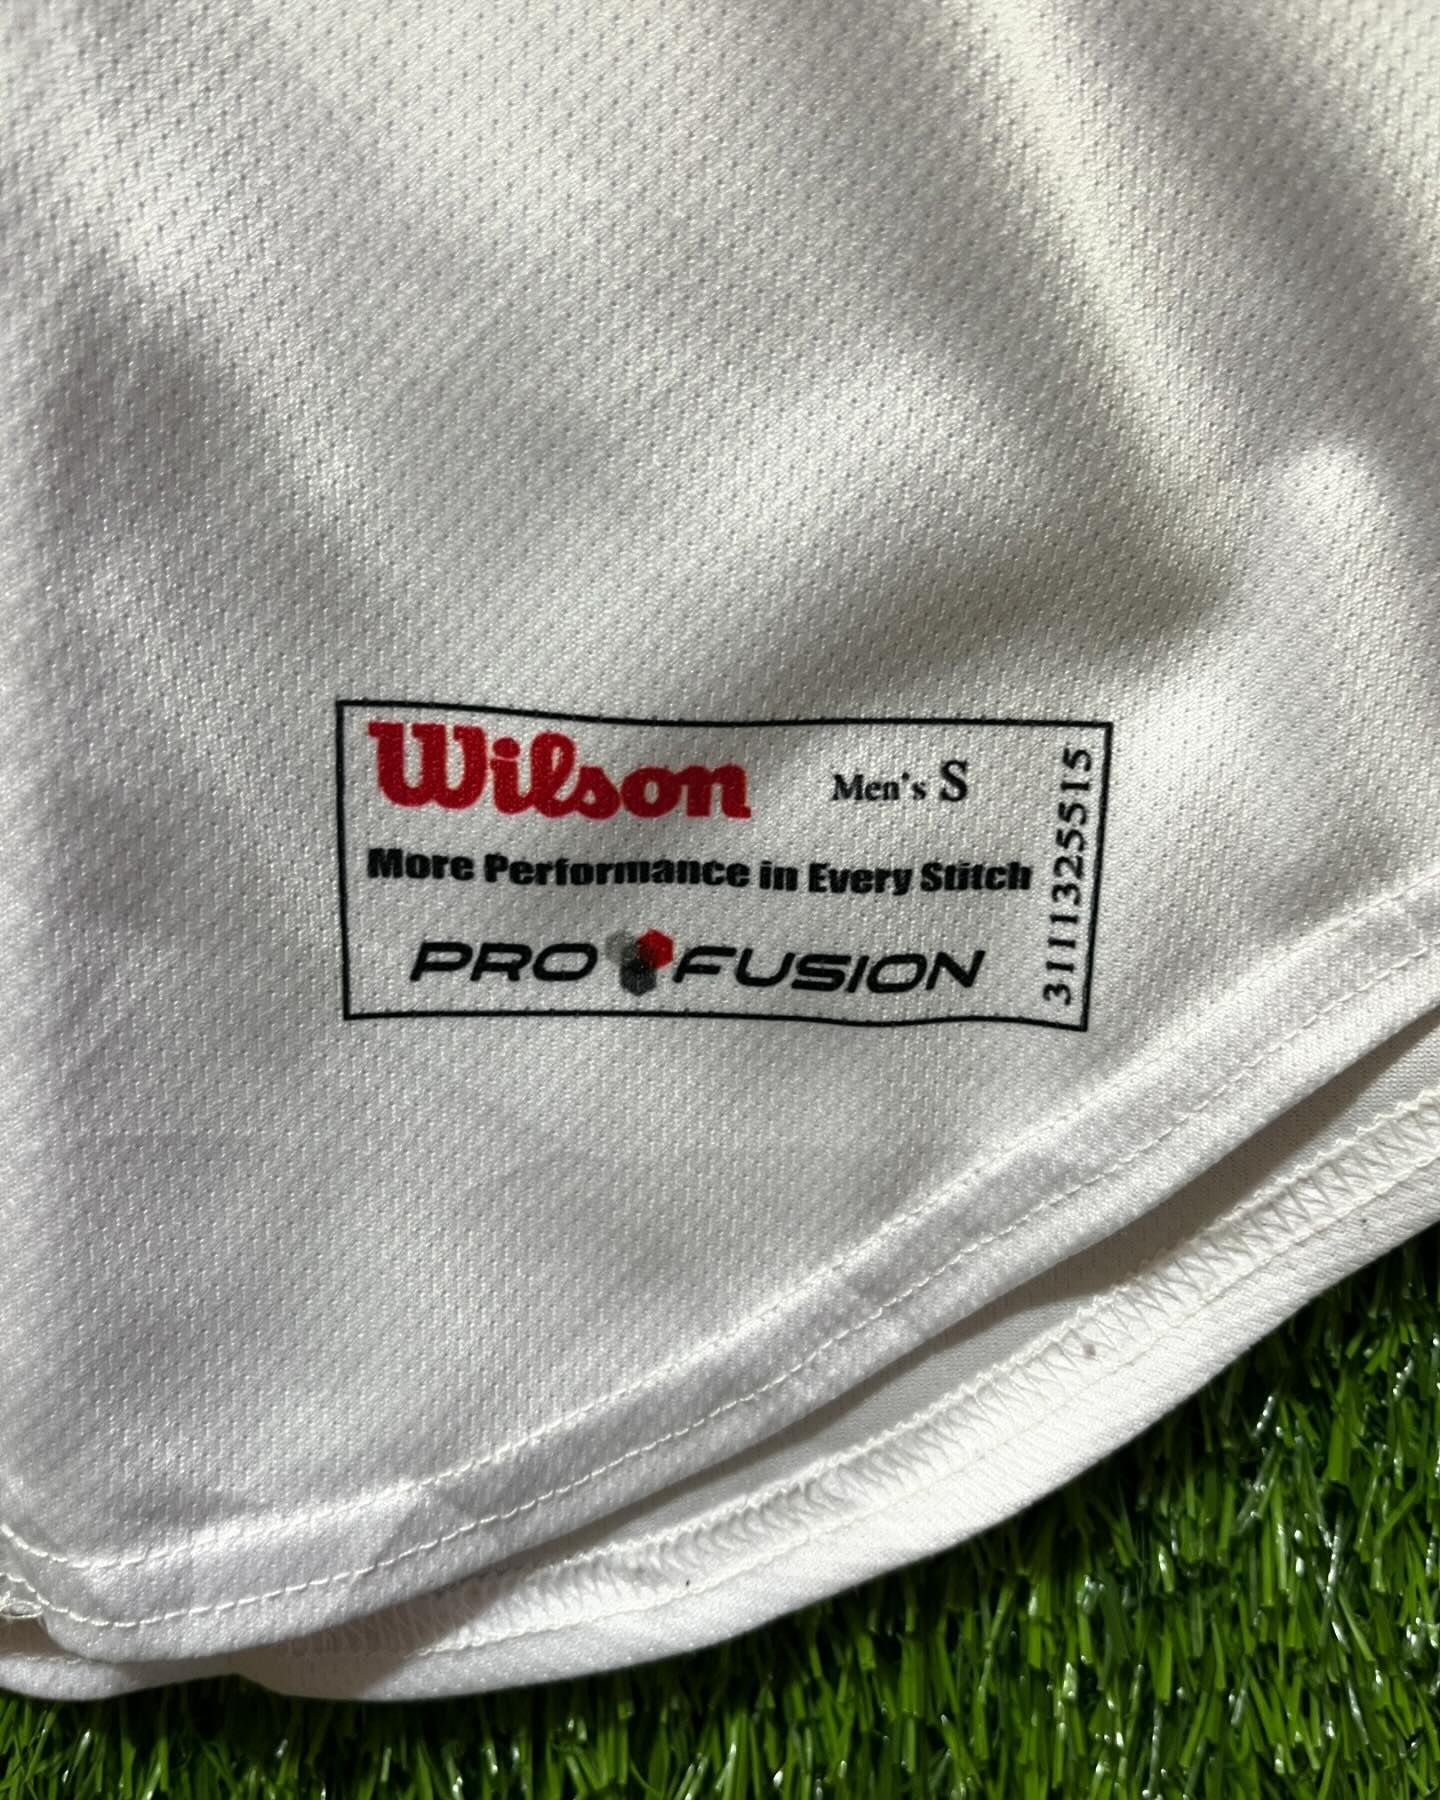 Wilson Men's S
More Performance in Every Stitch
PRO FUSION
3111325515